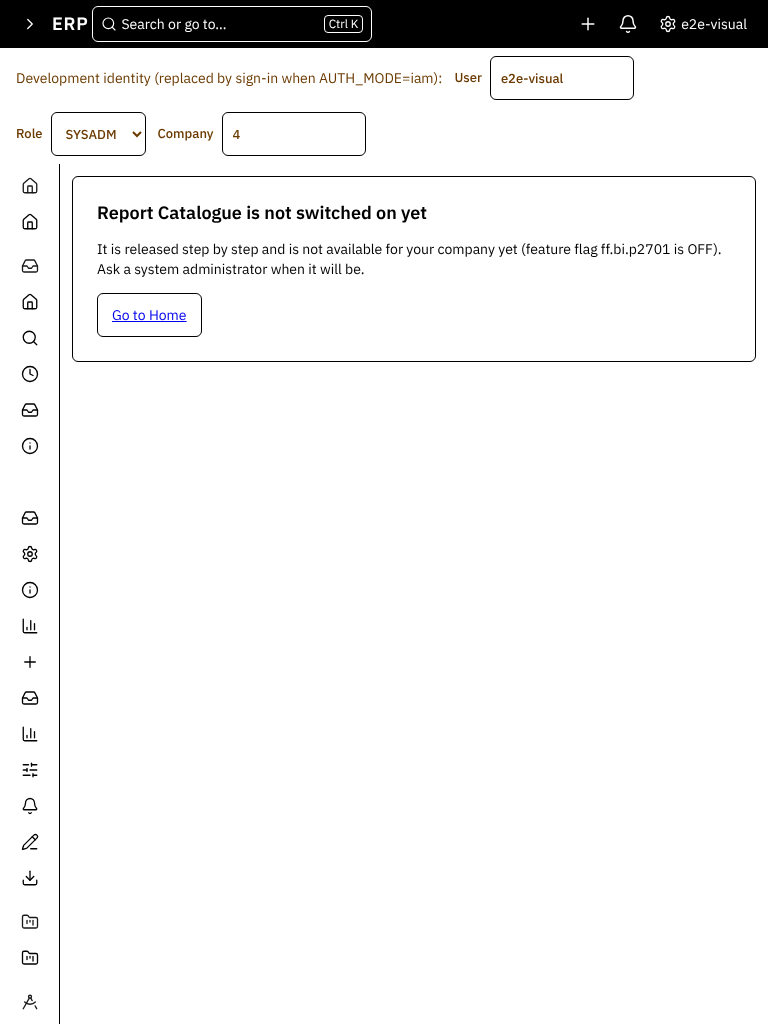 ERP Search or go to... Ctrl K e2e-visual
Development identity (replaced by sign-in when AUTH_MODE=iam): User e2e-visual
Role SYSADM Company 4
Report Catalogue is not switched on yet
It is released step by step and is not available for your company yet (feature flag ff.bi.p2701 is OFF).
Ask a system administrator when it will be.
Go to Home